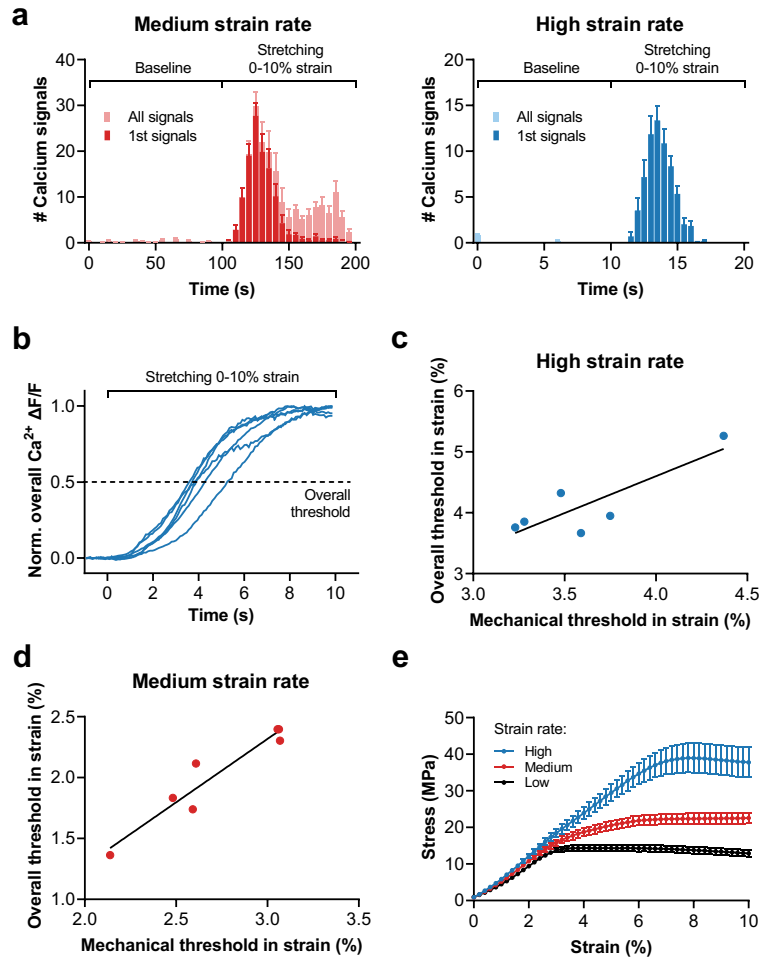 a
Medium strain rate
Baseline
Stretching
0-10% strain
All signals
1st signals
# Calcium signals
40
30
20
10
0
0 50 100 150 200
Time (s)
High strain rate
Baseline
Stretching
0-10% strain
All signals
1st signals
# Calcium signals
20
15
10
5
0
0 5 10 15 20
Time (s)
b
Stretching 0-10% strain
Norm. overall Ca²⁺ ΔF/F
1.0
0.5
0.0
Overall
threshold
0 2 4 6 8 10
Time (s)
c
High strain rate
Overall threshold in strain (%)
6
5
4
3
3.0 3.5 4.0 4.5
Mechanical threshold in strain (%)
d
Medium strain rate
Overall threshold in strain (%)
2.5
2.0
1.5
1.0
2.0 2.5 3.0 3.5
Mechanical threshold in strain (%)
e
Strain rate:
High
Medium
Low
Stress (MPa)
50
40
30
20
10
0
0 2 4 6 8 10
Strain (%)